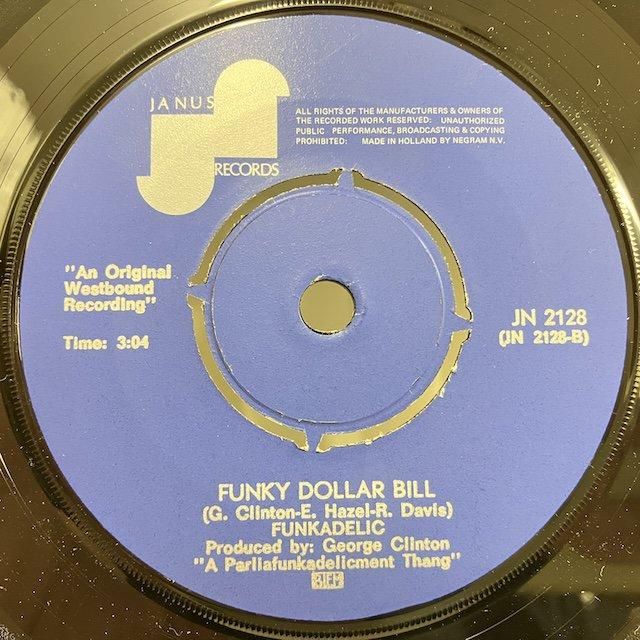 JANUS
RECORDS
ALL RIGHTS OF THE MANUFACTURERS & OWNERS OF
THE RECORDED WORK RESERVED: UNAUTHORIZED
PUBLIC PERFORMANCE, BROADCASTING & COPYING
PROHIBITED: MADE IN HOLLAND BY NEGRAM N.V.
"An Original
Westbound
Recording"
Time: 3:04
JN 2128
(JN 2128-B)
FUNKY DOLLAR BILL
(G. Clinton-E. Hazel-R. Davis)
FUNKADELIC
Produced by: George Clinton
"A Parliafunkadelicment Thang"
BIEM